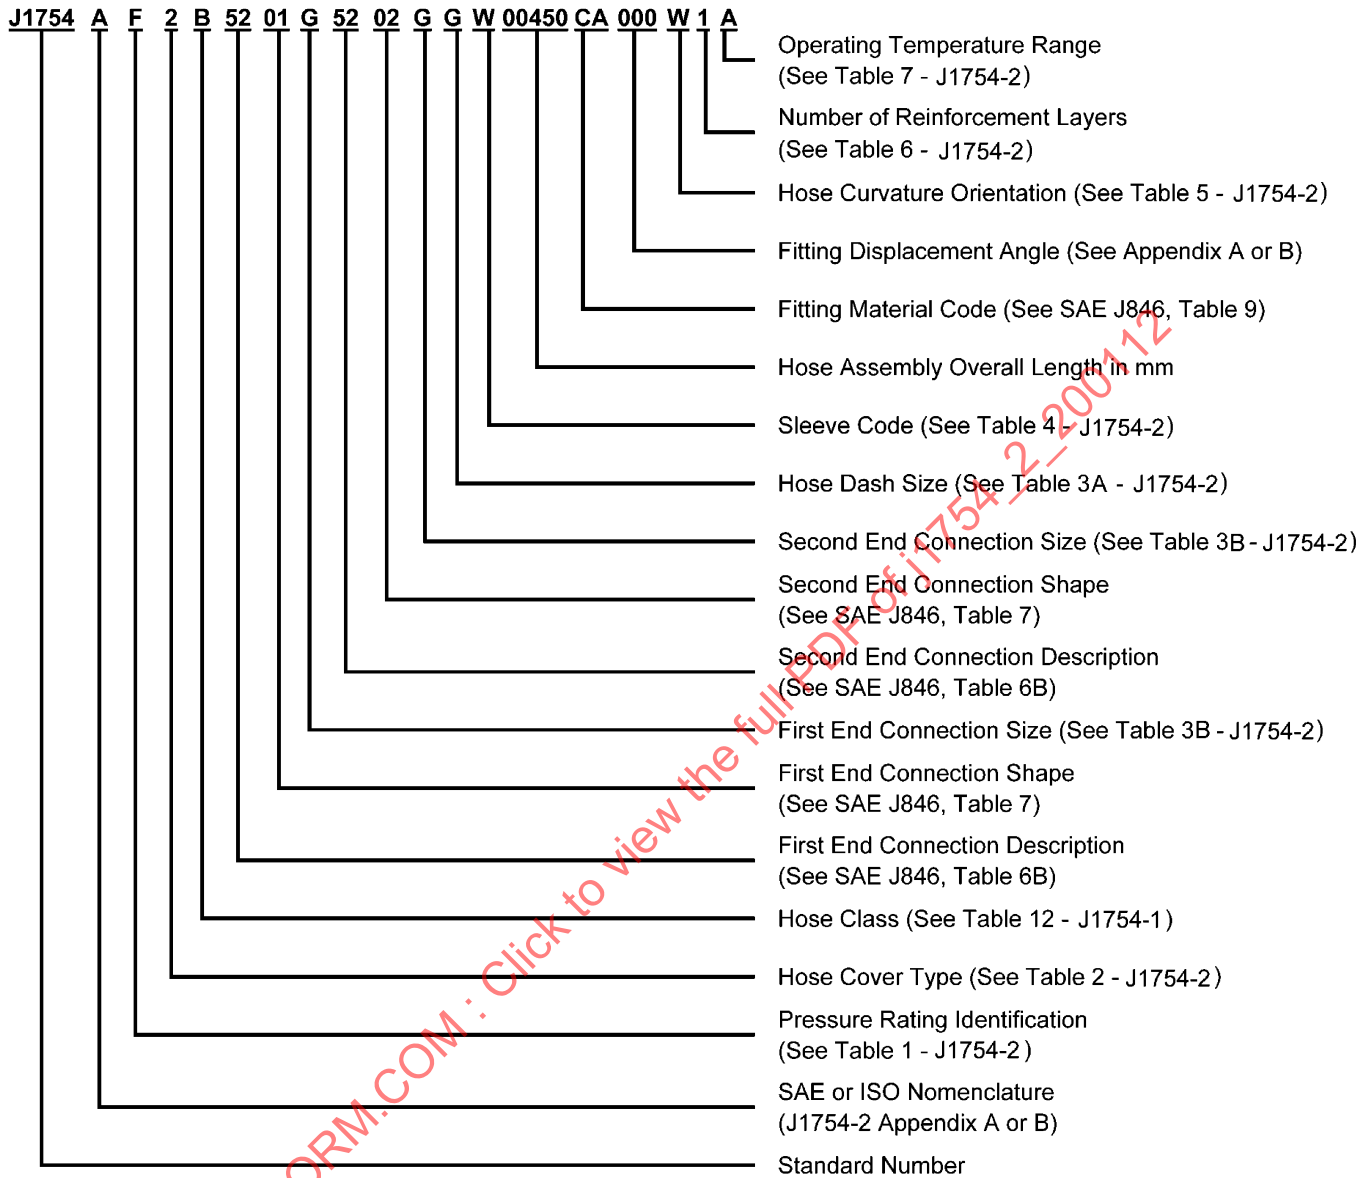 J1754 A F 2 B 52 01 G 52 02 G G W 00450 CA 000 W 1 A
Operating Temperature Range
(See Table 7 - J1754-2)
Number of Reinforcement Layers
(See Table 6 - J1754-2)
Hose Curvature Orientation (See Table 5 - J1754-2)
Fitting Displacement Angle (See Appendix A or B)
Fitting Material Code (See SAE J846, Table 9)
Hose Assembly Overall Length in mm
Sleeve Code (See Table 4 - J1754-2)
Hose Dash Size (See Table 3A - J1754-2)
Second End Connection Size (See Table 3B - J1754-2)
Second End Connection Shape
(See SAE J846, Table 7)
Second End Connection Description
(See SAE J846, Table 6B)
First End Connection Size (See Table 3B - J1754-2)
First End Connection Shape
(See SAE J846, Table 7)
First End Connection Description
(See SAE J846, Table 6B)
Hose Class (See Table 12 - J1754-1)
Hose Cover Type (See Table 2 - J1754-2)
Pressure Rating Identification
(See Table 1 - J1754-2)
SAE or ISO Nomenclature
(J1754-2 Appendix A or B)
Standard Number
ORM.COM : Click to view the full PDF of j1754_2_200112